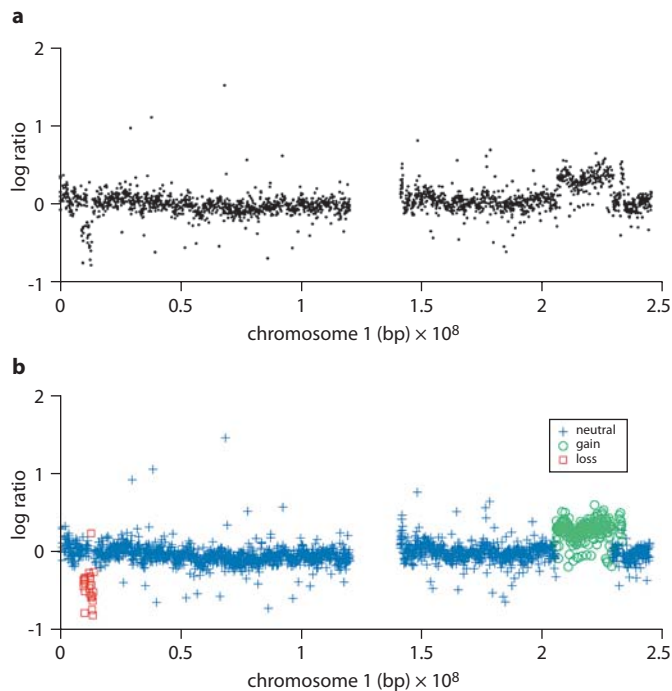 a
2
1
0
-1
log ratio
0
0.5
1
1.5
2
2.5
chromosome 1 (bp) × 10⁸
b
2
1
0
-1
log ratio
neutral
gain
loss
0
0.5
1
1.5
2
2.5
chromosome 1 (bp) × 10⁸